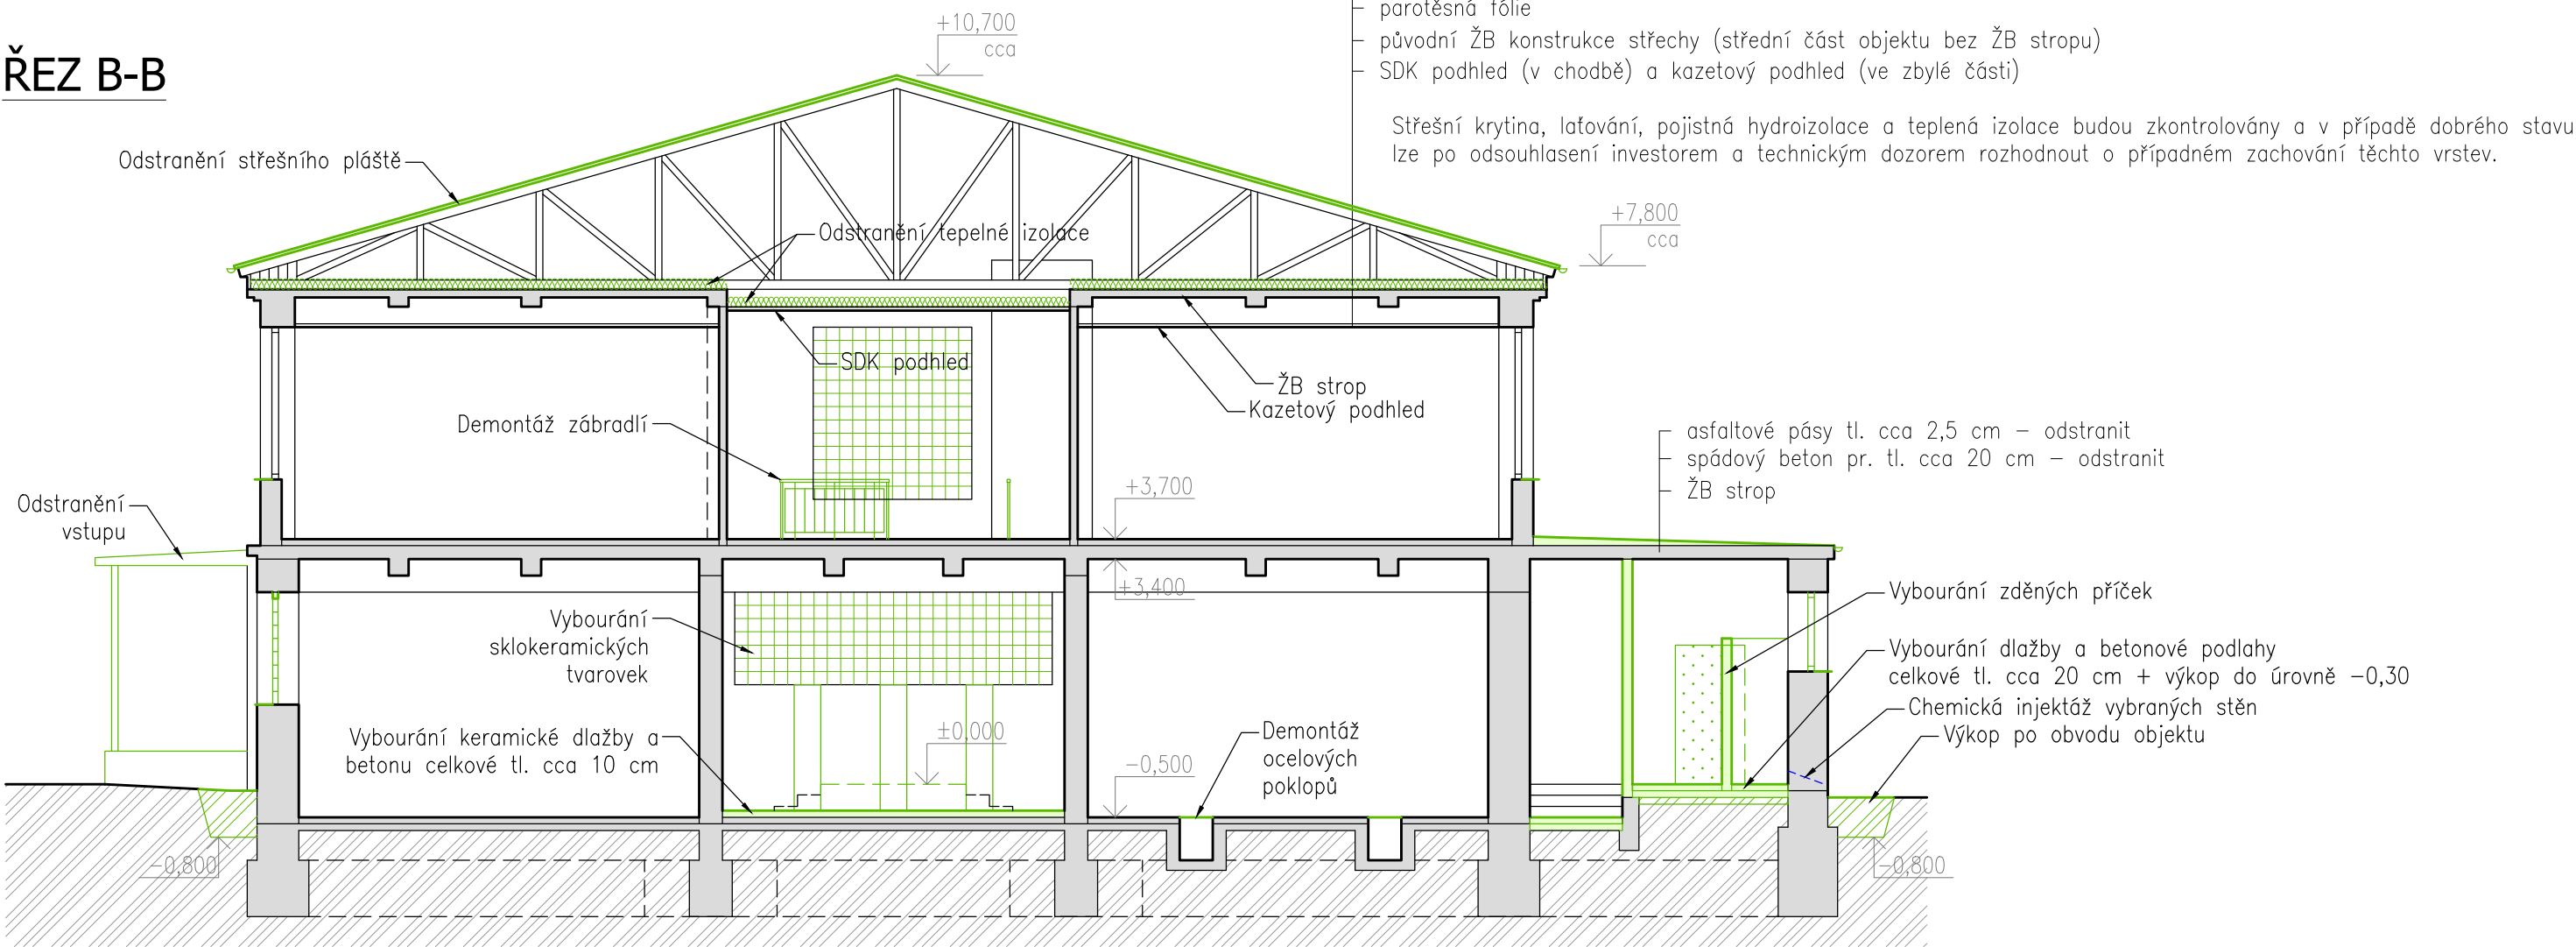 parotěsná fólie
původní ŽB konstrukce střechy (střední část objektu bez ŽB stropu)
SDK podhled (v chodbě) a kazetový podhled (ve zbylé části)
+10,700
cca
ŘEZ B-B
Střešní krytina, laťování, pojistná hydroizolace a teplená izolace budou zkontrolovány a v případě dobrého stavu
lze po odsouhlasení investorem a technickým dozorem rozhodnout o případném zachování těchto vrstev.
Odstranění střešního pláště
+7,800
cca
Odstranění tepelné izolace
SDK podhled
ŽB strop
Kazetový podhled
Demontáž zábradlí
asfaltové pásy tl. cca 2,5 cm – odstranit
spádový beton pr. tl. cca 20 cm – odstranit
ŽB strop
+3,700
Odstranění
vstupu
+3,400
Vybourání
sklokeramických
tvarovek
Vybourání zděných příček
Vybourání dlažby a betonové podlahy
celkové tl. cca 20 cm + výkop do úrovně -0,30
Chemická injektáž vybraných stěn
Výkop po obvodu objektu
Vybourání keramické dlažby a
betonu celkové tl. cca 10 cm
±0,000
-0,500
Demontáž
ocelových
poklopů
-0,800
-0,800